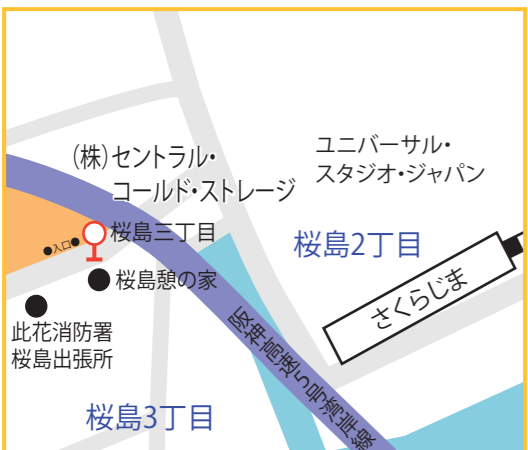 (株)セントラル・
コールド・ストレージ
ユニバーサル・
スタジオ・ジャパン
桜島三丁目
●入口●
桜島2丁目
桜島憩の家
さくらじま
此花消防署
桜島出張所
阪神高速5号湾岸線
桜島3丁目